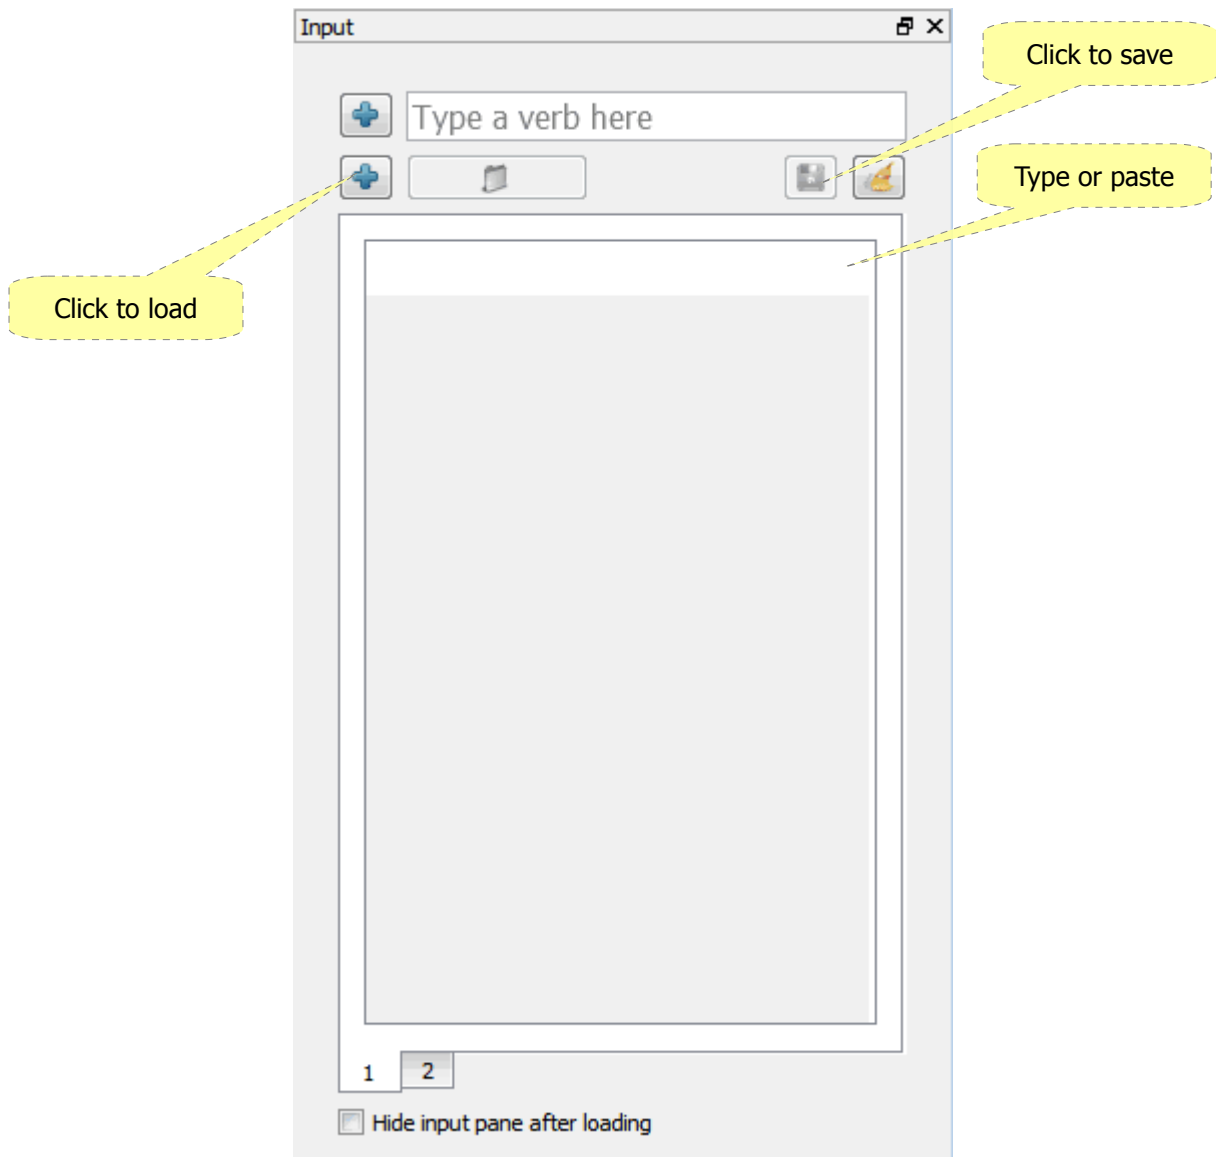 Input
Click to save
Type a verb here
Type or paste
Click to load
1
2
Hide input pane after loading